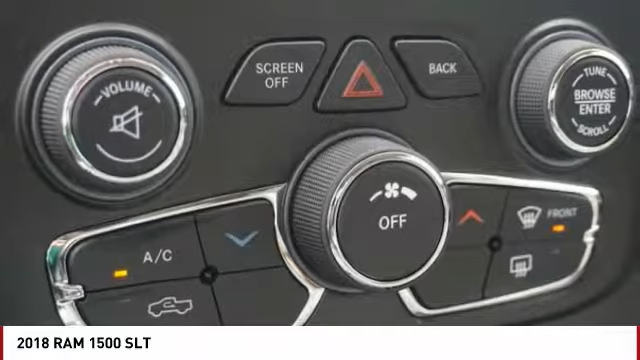 VOLUME
SCREEN
OFF
BACK
TUNE
BROWSE
ENTER
SCROLL
OFF
A/C
FRONT
2018 RAM 1500 SLT